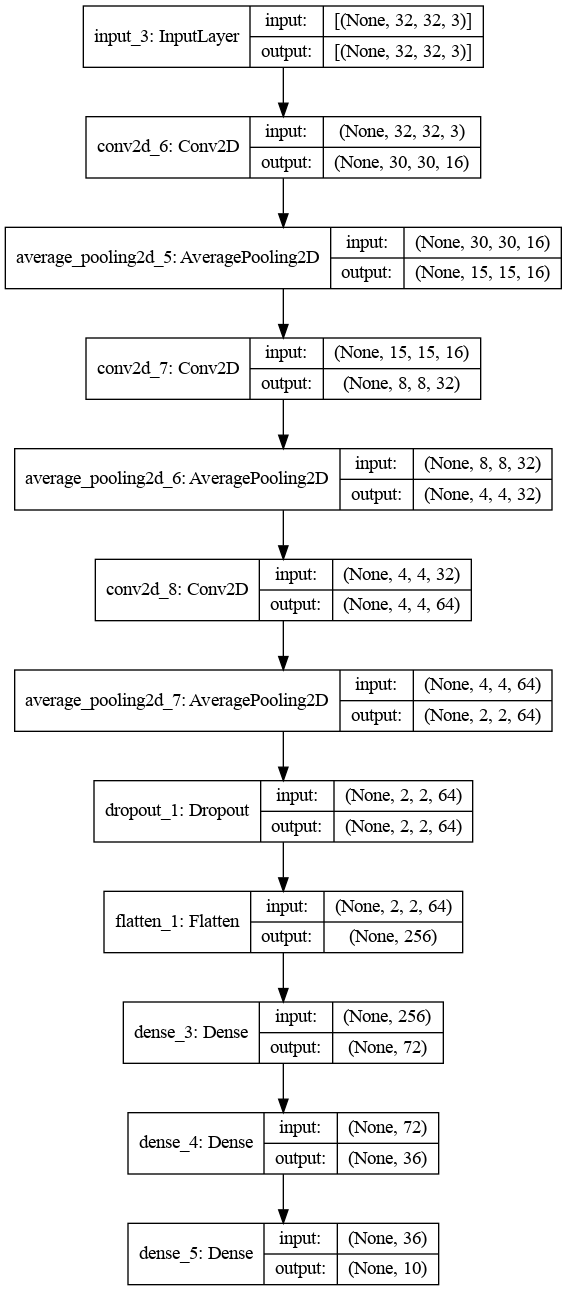 input_3: InputLayer
input: [(None, 32, 32, 3)]
output: [(None, 32, 32, 3)]
conv2d_6: Conv2D
input: (None, 32, 32, 3)
output: (None, 30, 30, 16)
average_pooling2d_5: AveragePooling2D
input: (None, 30, 30, 16)
output: (None, 15, 15, 16)
conv2d_7: Conv2D
input: (None, 15, 15, 16)
output: (None, 8, 8, 32)
average_pooling2d_6: AveragePooling2D
input: (None, 8, 8, 32)
output: (None, 4, 4, 32)
conv2d_8: Conv2D
input: (None, 4, 4, 32)
output: (None, 4, 4, 64)
average_pooling2d_7: AveragePooling2D
input: (None, 4, 4, 64)
output: (None, 2, 2, 64)
dropout_1: Dropout
input: (None, 2, 2, 64)
output: (None, 2, 2, 64)
flatten_1: Flatten
input: (None, 2, 2, 64)
output: (None, 256)
dense_3: Dense
input: (None, 256)
output: (None, 72)
dense_4: Dense
input: (None, 72)
output: (None, 36)
dense_5: Dense
input: (None, 36)
output: (None, 10)